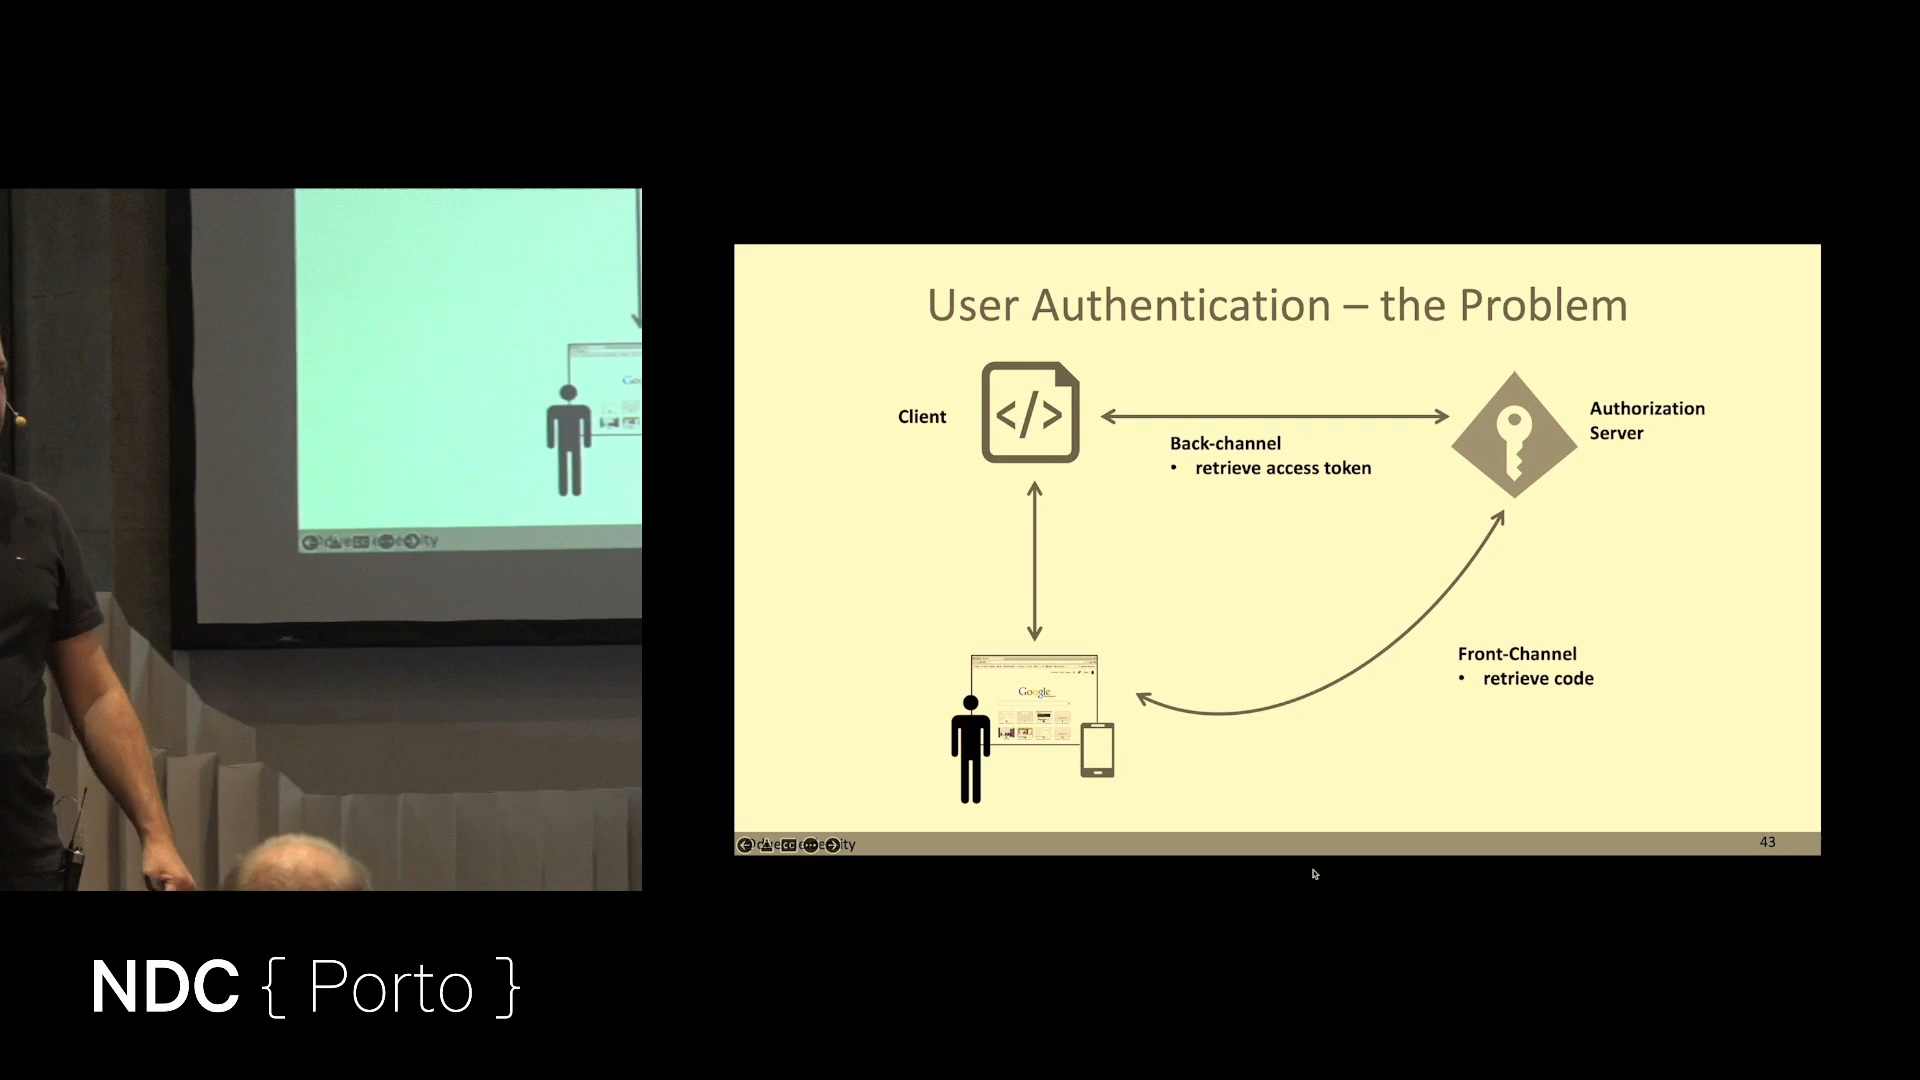 User Authentication – the Problem
Client
Back-channel
• retrieve access token
Authorization
Server
Front-Channel
• retrieve code
Google
43
NDC { Porto }